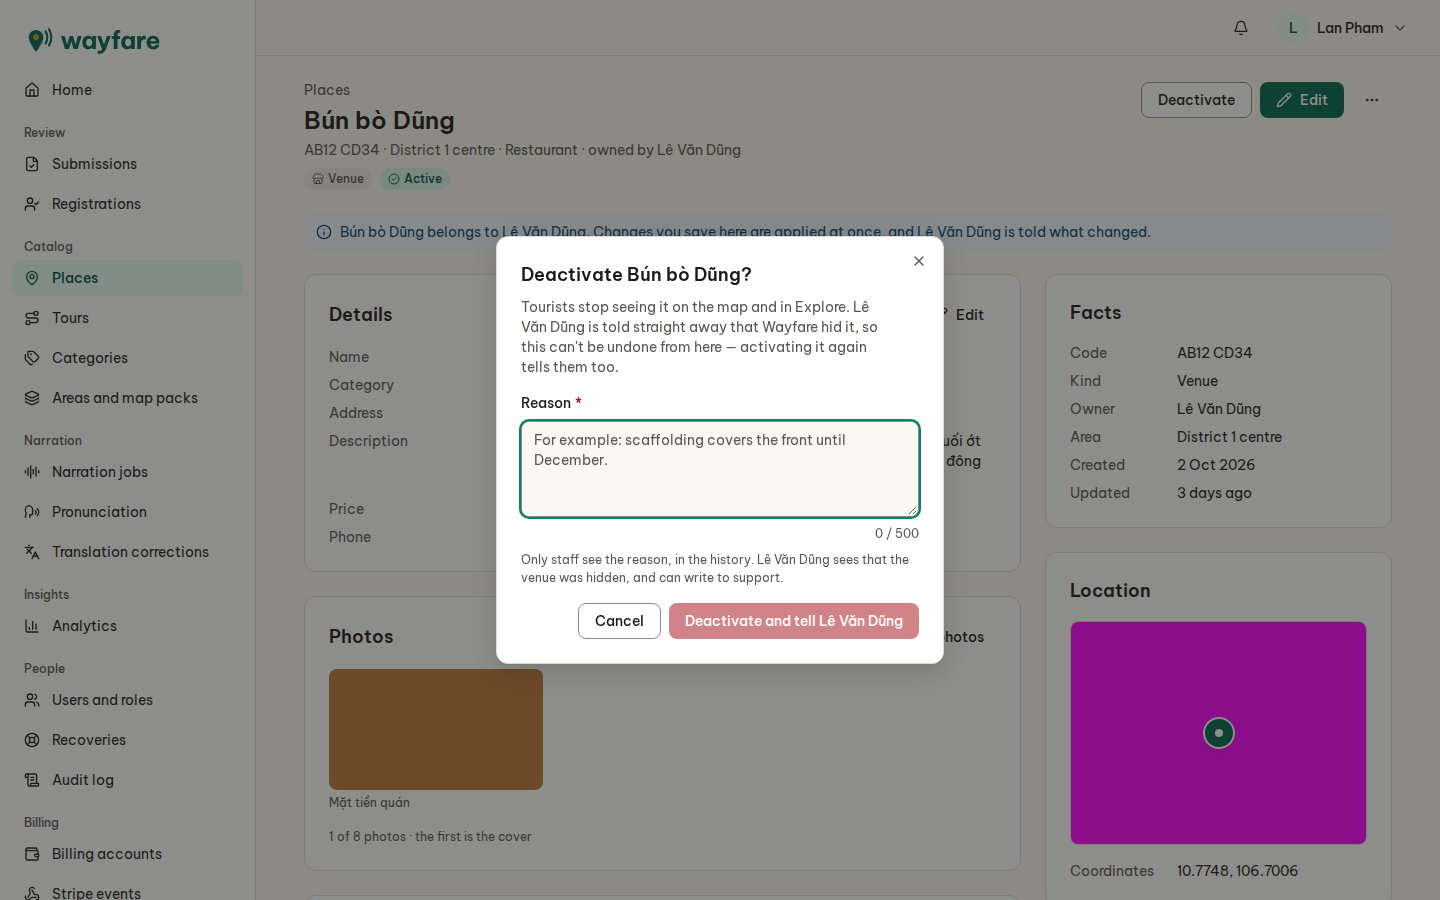 wayfare
Home
Review
Submissions
Registrations
Catalog
Places
Tours
Categories
Areas and map packs
Narration
Narration jobs
Pronunciation
Translation corrections
Insights
Analytics
People
Users and roles
Recoveries
Audit log
Billing
Billing accounts
Stripe events
L Lan Pham
Places
Bún bò Dũng
AB12 CD34 · District 1 centre · Restaurant · owned by Lê Văn Dũng
Venue Active
Deactivate Edit
Bún bò Dũng belongs to Lê Văn Dũng. Changes you save here are applied at once, and Lê Văn Dũng is told what changed.
Deactivate Bún bò Dũng?
Tourists stop seeing it on the map and in Explore. Lê
Văn Dũng is told straight away that Wayfare hid it, so
this can't be undone from here — activating it again
tells them too.
Reason *
For example: scaffolding covers the front until
December.
0 / 500
Only staff see the reason, in the history. Lê Văn Dũng sees that the
venue was hidden, and can write to support.
Cancel Deactivate and tell Lê Văn Dũng
Details
Edit
Name
Category
Address
Description
ớt
đông
Price
Phone
Photos
Mặt tiền quán
1 of 8 photos · the first is the cover
Facts
Code AB12 CD34
Kind Venue
Owner Lê Văn Dũng
Area District 1 centre
Created 2 Oct 2026
Updated 3 days ago
Location
Coordinates 10.7748, 106.7006